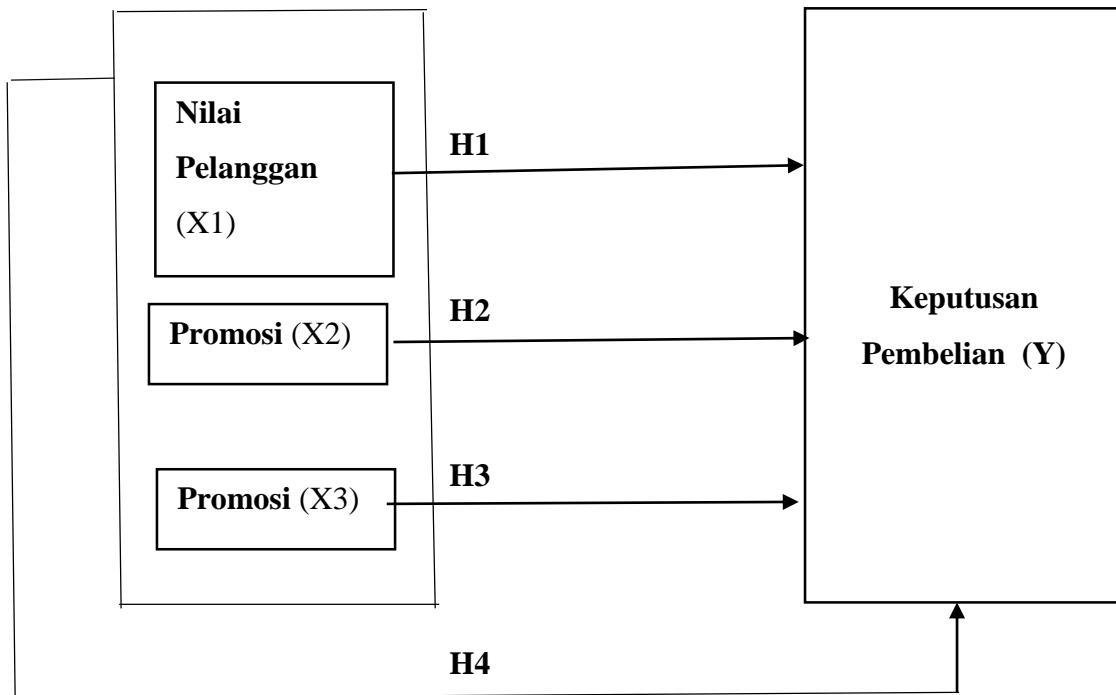 Nilai
Pelanggan
(X1)
H1
Promosi (X2)
H2
Promosi (X3)
H3
Keputusan
Pembelian (Y)
H4